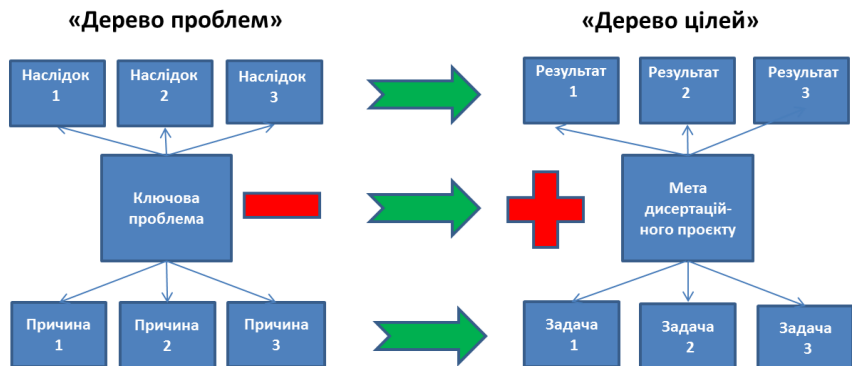 «Дерево проблем»
«Дерево цілей»
Наслідок
1
Наслідок
2
Наслідок
3
Результат
1
Результат
2
Результат
3
Ключова
проблема
Мета
дисертацій-
ного проєкту
Причина
1
Причина
2
Причина
3
Задача
1
Задача
2
Задача
3